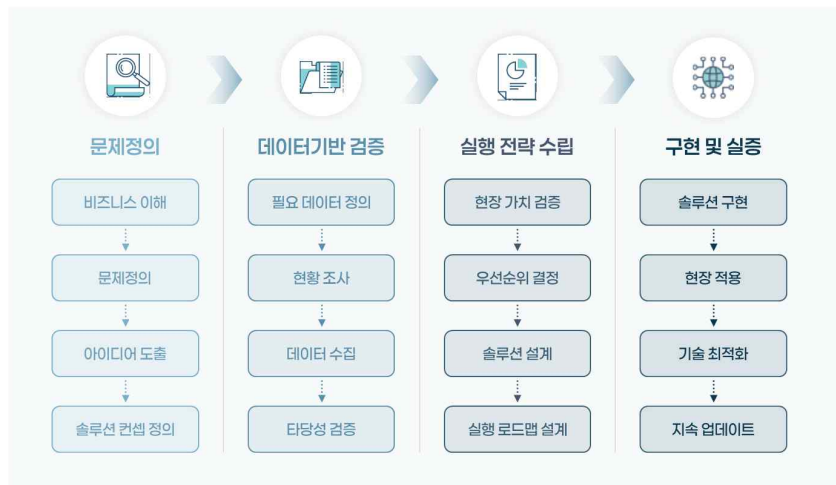 문제정의
비즈니스 이해
문제정의
아이디어 도출
솔루션 컨셉 정의
데이터기반 검증
필요 데이터 정의
현황 조사
데이터 수집
타당성 검증
실행 전략 수립
현장 가치 검증
우선순위 결정
솔루션 설계
실행 로드맵 설계
구현 및 실증
솔루션 구현
현장 적용
기술 최적화
지속 업데이트